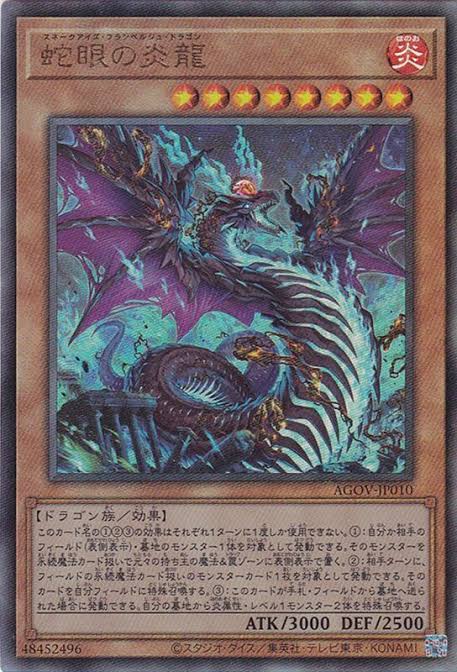 スネークアイズ・フランベルジュ・ドラゴン
蛇眼の炎龍
ほのお
炎
AGOV-JP010
【ドラゴン族/効果】
このカード名の①②③の効果はそれぞれ1ターンに1度しか使用できない。①:自分か相手の
フィールド(表側表示)・墓地のモンスター1体を対象として発動できる。そのモンスターを
永続魔法カード扱いで元々の持ち主の魔法&罠ゾーンに表側表示で置く。②:相手ターンに、
フィールドの永続魔法カード扱いのモンスターカード1枚を対象として発動できる。そのカ
ードを自分フィールドに特殊召喚する。③:このカードが手札・フィールドから墓地へ送ら
れた場合に発動できる。自分の墓地から炎属性・レベル1モンスター2体を特殊召喚する。
ATK/3000 DEF/2500
48452496 ©スタジオ・ダイス/集英社・テレビ東京・KONAMI